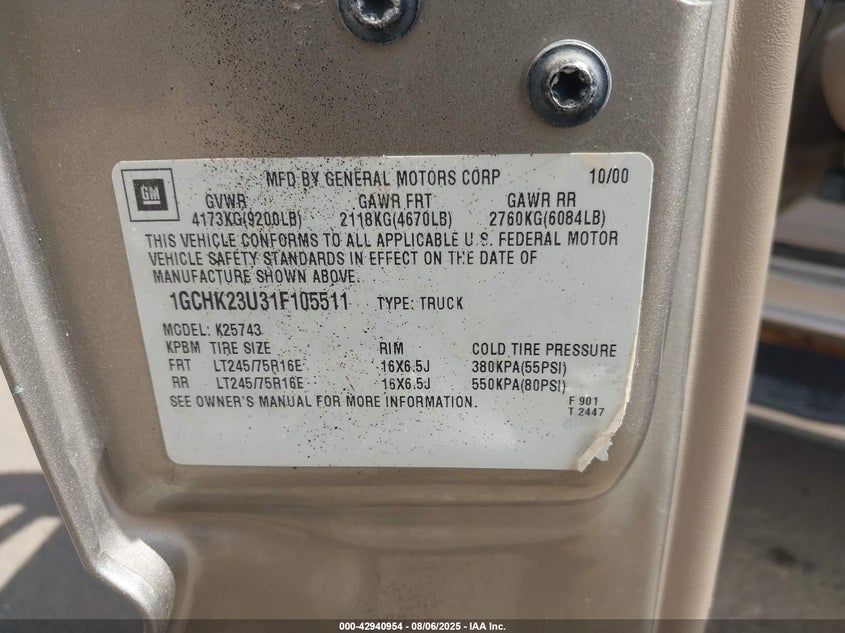 GM
MFD BY GENERAL MOTORS CORP 10/00
GVWR GAWR FRT GAWR RR
4173KG(9200LB) 2118KG(4670LB) 2760KG(6084LB)
THIS VEHICLE CONFORMS TO ALL APPLICABLE U.S. FEDERAL MOTOR
VEHICLE SAFETY STANDARDS IN EFFECT ON THE DATE OF
MANUFACTURE SHOWN ABOVE.
1GCHK23U31F105511 TYPE: TRUCK
MODEL: K25743
KPBM TIRE SIZE RIM COLD TIRE PRESSURE
FRT LT245/75R16E 16X6.5J 380KPA(55PSI)
RR LT245/75R16E 16X6.5J 550KPA(80PSI)
SEE OWNER'S MANUAL FOR MORE INFORMATION.
F 901
T 2447
000-42940954 - 08/06/2025 - IAA Inc.